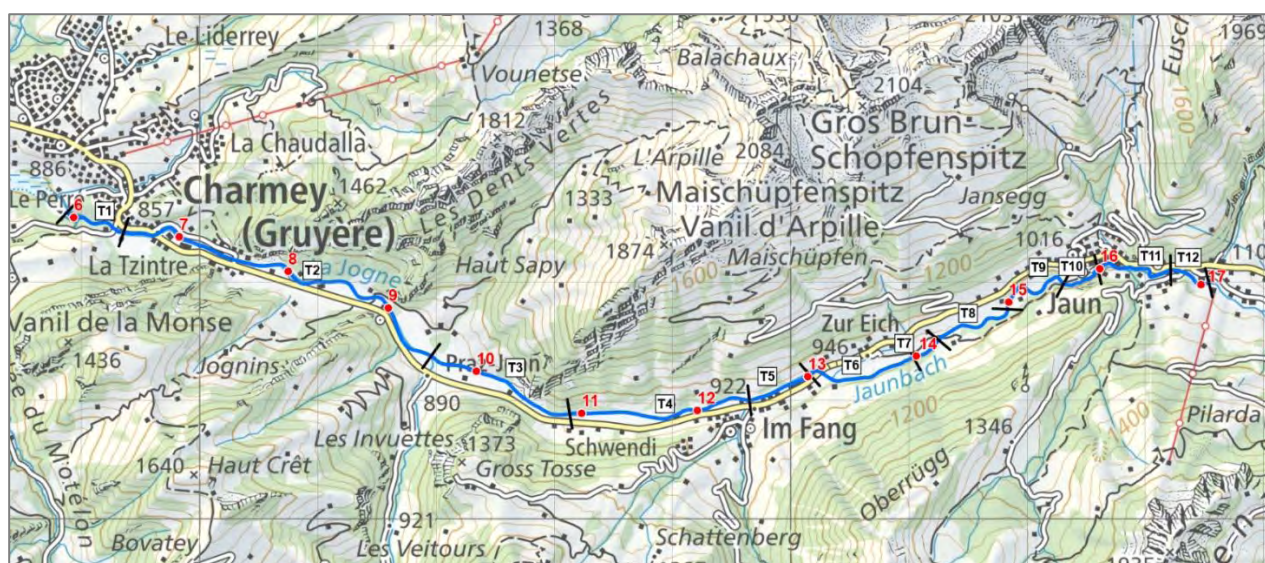 Le Liderrey
1368
Vounetse
Balachaux
2104
1969
1812
La Chaudalla
Les Dents Vertes
L'Arpille
2084
Gros Brun-
Schopfenspitz
Eusch
1600
886
Le Perr
6
T1
857
7
Charmey
(Gruyère)
1462
1333
Maischüpfenspitz
Vanil d'Arpille
Jansegg
La Tzintre
8
T2
La Jogne
Haut Sapy
1874
1600
Maischüpfen
1200
1016
T9
T10
16
T11
T12
110
17
Vanil de la Monse
9
15
Jaun
1436
Jognins
Zur Eich
946
T8
T7
14
10
T3
13
T6
Jaunbach
890
11
T4
12
922
T5
1200
1346
1400
Pilarda
Les Invuettes
1373
Schwendi
Im Fang
1640
Haut Crêt
Gross Tosse
Oberrügg
921
Bovatey
Les Veitours
Schattenberg